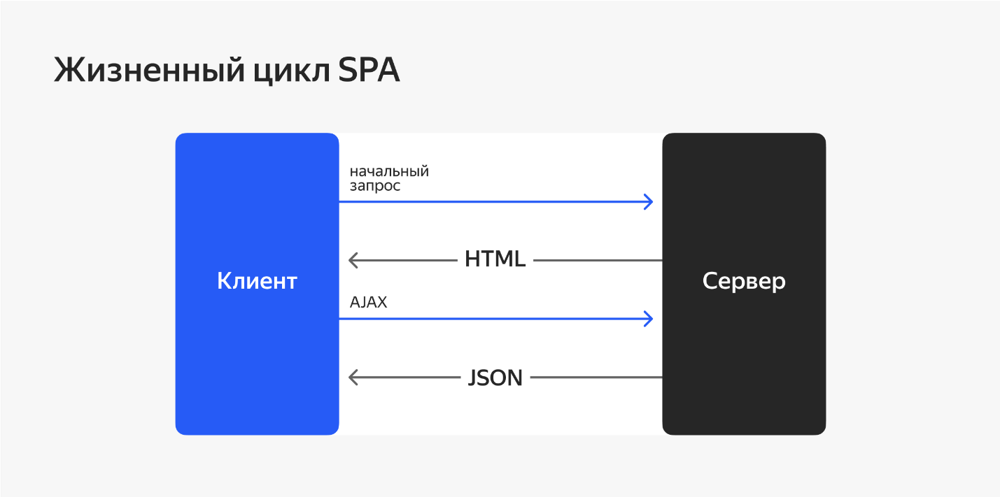 Жизненный цикл SPA
начальный
запрос
HTML
Клиент
Сервер
AJAX
JSON